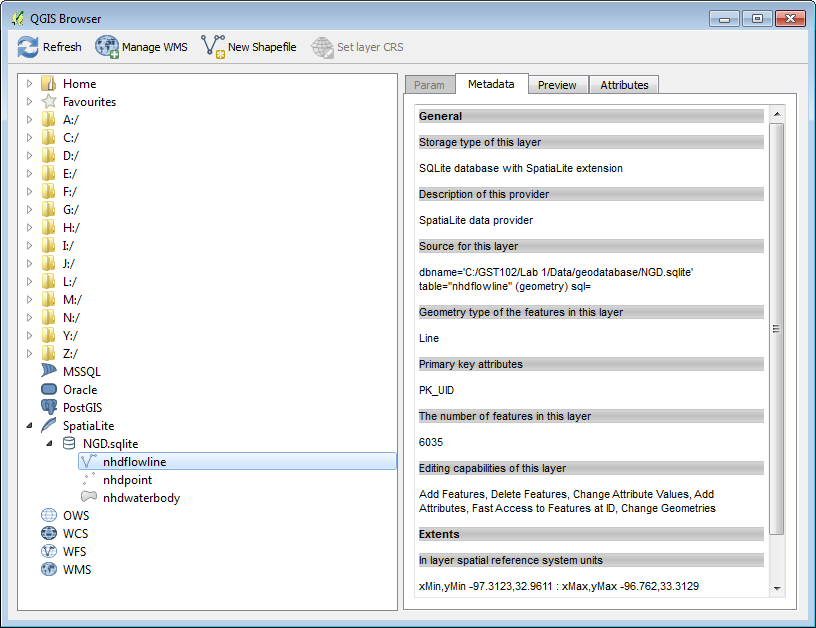 QGIS Browser
Refresh Manage WMS New Shapefile Set layer CRS
Home
Favourites
A:/
C:/
D:/
E:/
F:/
G:/
H:/
I:/
J:/
L:/
M:/
N:/
Y:/
Z:/
MSSQL
Oracle
PostGIS
SpatiaLite
NGD.sqlite
nhdflowline
nhdpoint
nhdwaterbody
OWS
WCS
WFS
WMS
Param Metadata Preview Attributes
General
Storage type of this layer
SQLite database with SpatiaLite extension
Description of this provider
SpatiaLite data provider
Source for this layer
dbname='C:/GST102/Lab 1/Data/geodatabase/NGD.sqlite'
table="nhdflowline" (geometry) sql=
Geometry type of the features in this layer
Line
Primary key attributes
PK_UID
The number of features in this layer
6035
Editing capabilities of this layer
Add Features, Delete Features, Change Attribute Values, Add
Attributes, Fast Access to Features at ID, Change Geometries
Extents
In layer spatial reference system units
xMin,yMin -97.3123,32.9611 : xMax,yMax -96.762,33.3129